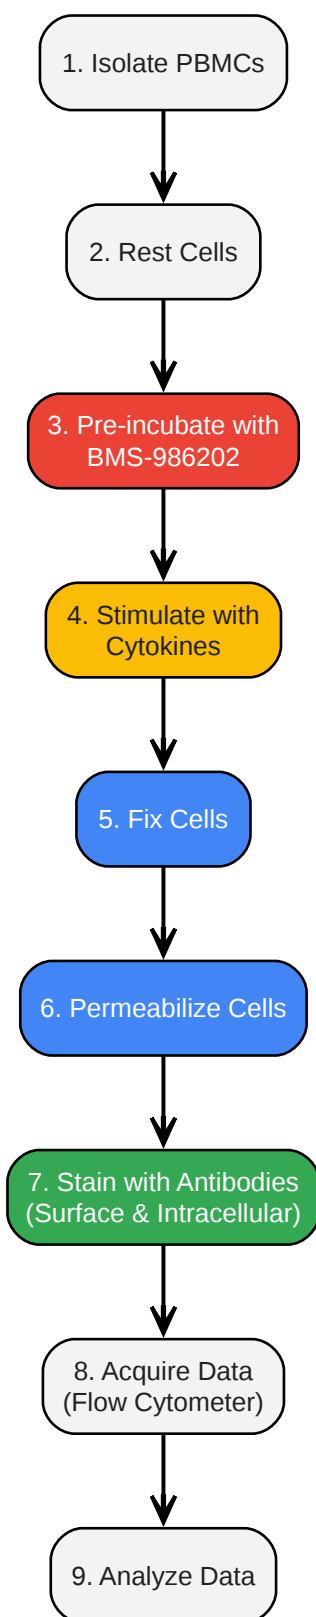 1. Isolate PBMCs
2. Rest Cells
3. Pre-incubate with
BMS-986202
4. Stimulate with
Cytokines
5. Fix Cells
6. Permeabilize Cells
7. Stain with Antibodies
(Surface & Intracellular)
8. Acquire Data
(Flow Cytometer)
9. Analyze Data